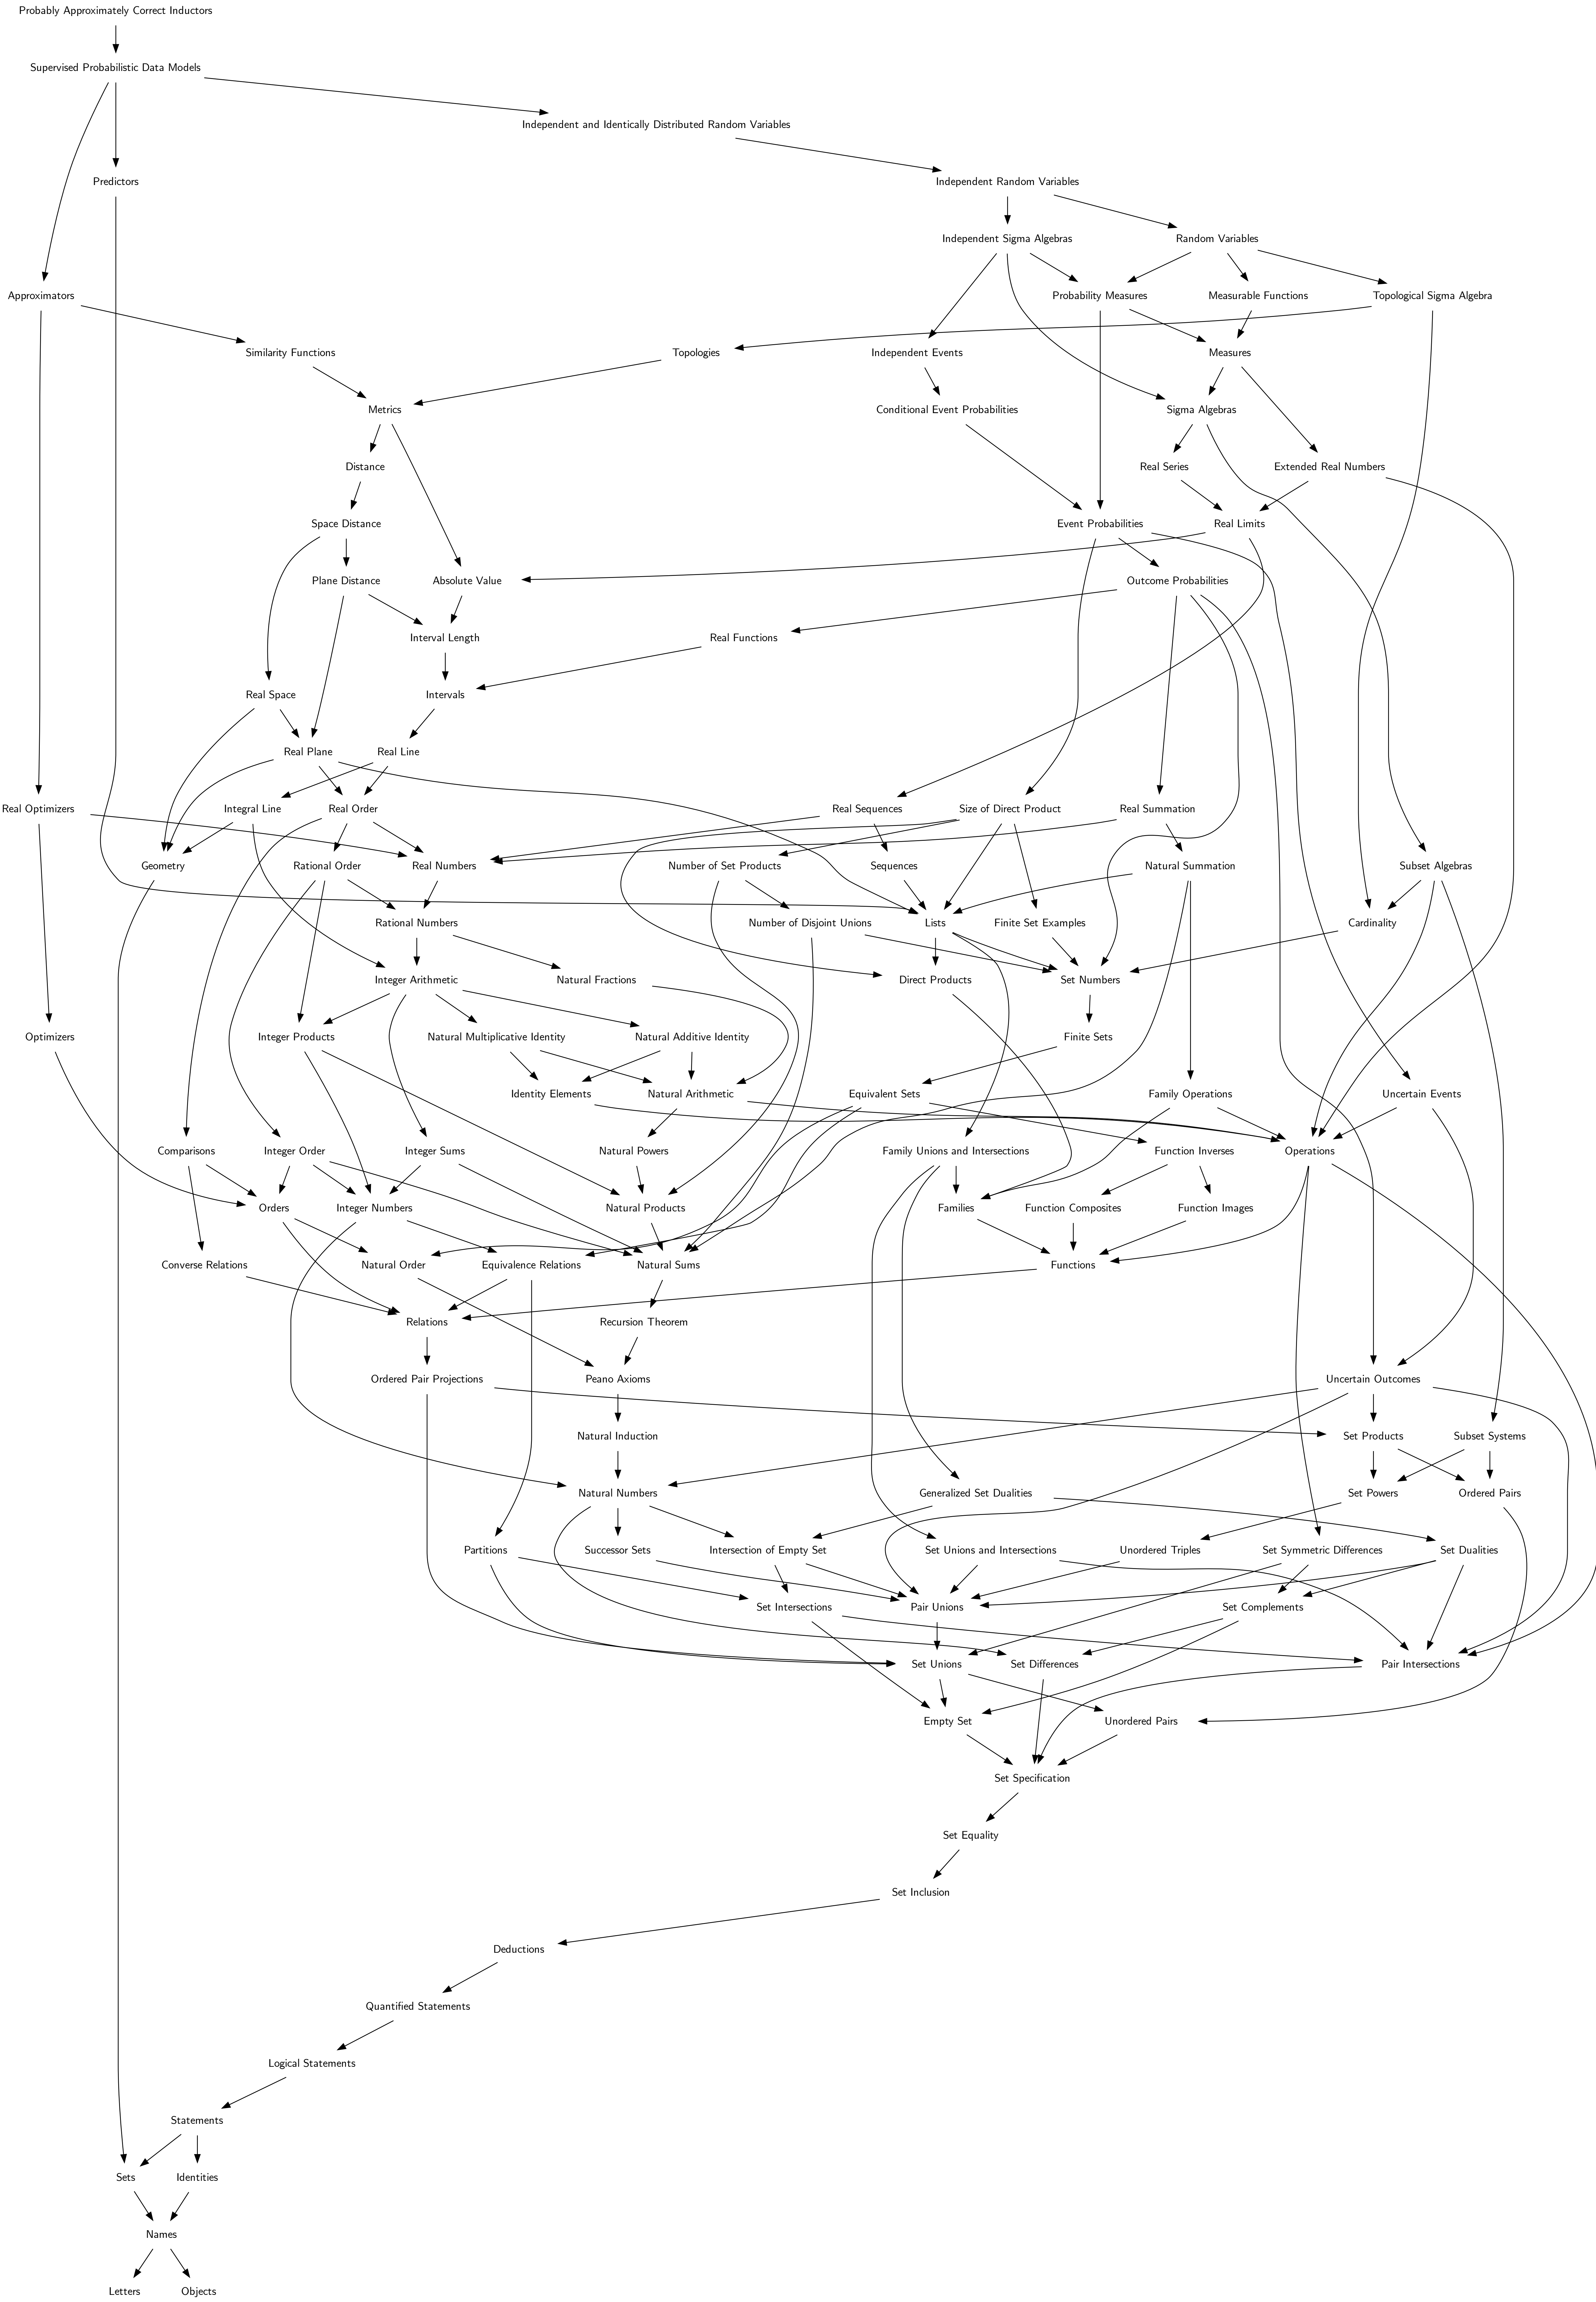 Probably Approximately Correct Inductors
Supervised Probabilistic Data Models
Independent and Identically Distributed Random Variables
Predictors
Independent Random Variables
Independent Sigma Algebras
Random Variables
Approximators
Probability Measures
Measurable Functions
Topological Sigma Algebra
Similarity Functions
Topologies
Independent Events
Measures
Metrics
Conditional Event Probabilities
Sigma Algebras
Distance
Real Series
Extended Real Numbers
Space Distance
Event Probabilities
Real Limits
Plane Distance
Absolute Value
Outcome Probabilities
Interval Length
Real Functions
Real Space
Intervals
Real Plane
Real Line
Real Optimizers
Integral Line
Real Order
Real Sequences
Size of Direct Product
Real Summation
Geometry
Rational Order
Real Numbers
Number of Set Products
Sequences
Natural Summation
Subset Algebras
Rational Numbers
Number of Disjoint Unions
Lists
Finite Set Examples
Cardinality
Integer Arithmetic
Natural Fractions
Direct Products
Set Numbers
Optimizers
Integer Products
Natural Multiplicative Identity
Natural Additive Identity
Finite Sets
Identity Elements
Natural Arithmetic
Equivalent Sets
Family Operations
Uncertain Events
Comparisons
Integer Order
Integer Sums
Natural Powers
Family Unions and Intersections
Function Inverses
Operations
Orders
Integer Numbers
Natural Products
Families
Function Composites
Function Images
Converse Relations
Natural Order
Equivalence Relations
Natural Sums
Functions
Relations
Recursion Theorem
Ordered Pair Projections
Peano Axioms
Uncertain Outcomes
Natural Induction
Set Products
Subset Systems
Natural Numbers
Generalized Set Dualities
Set Powers
Ordered Pairs
Partitions
Successor Sets
Intersection of Empty Set
Set Unions and Intersections
Unordered Triples
Set Symmetric Differences
Set Dualities
Set Intersections
Pair Unions
Set Complements
Set Unions
Set Differences
Pair Intersections
Empty Set
Unordered Pairs
Set Specification
Set Equality
Set Inclusion
Deductions
Quantified Statements
Logical Statements
Statements
Sets
Identities
Names
Letters
Objects